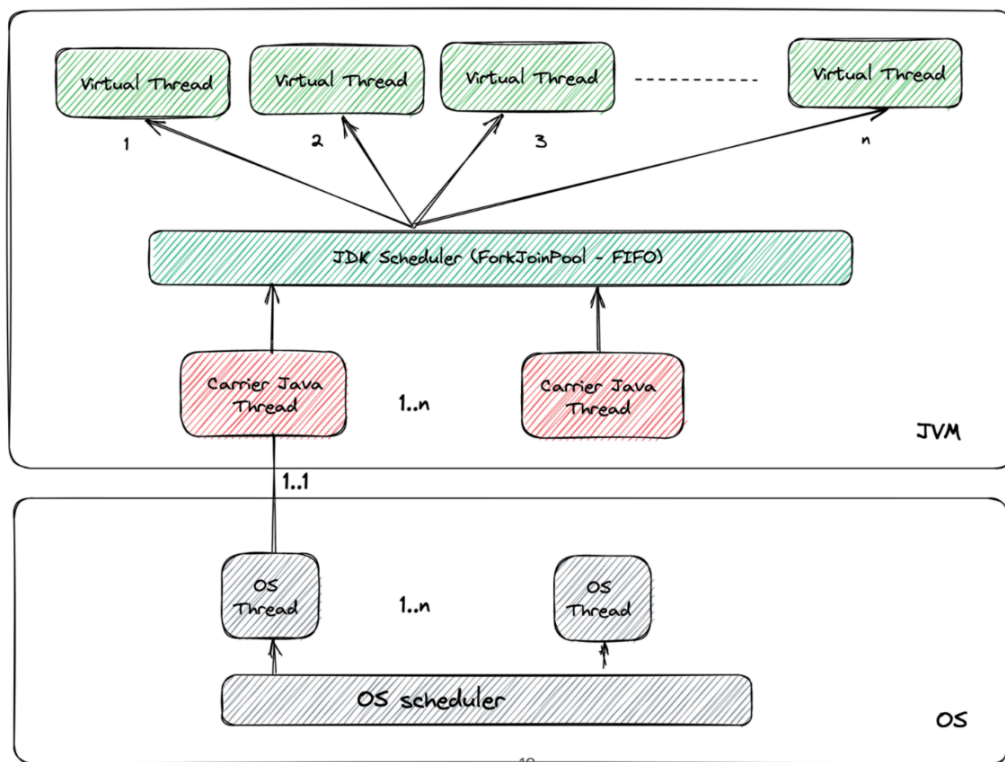 Virtual Thread
Virtual Thread
Virtual Thread
Virtual Thread
1
2
3
n
JDK Scheduler (ForkJoinPool - FIFO)
Carrier Java
Thread
1..n
Carrier Java
Thread
JVM
1..1
OS
Thread
1..n
OS
Thread
OS scheduler
OS